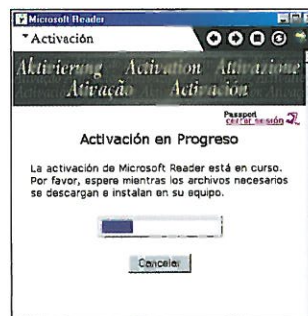 Microsoft Reader
Activación
Aktivierung Activation Attivazione
Ativação Activación
Passport
cerrar sesión
Activación en Progreso
La activación de Microsoft Reader está en curso.
Por favor, espere mientras los archivos necesarios
se descargan e instalan en su equipo.
Cancelar